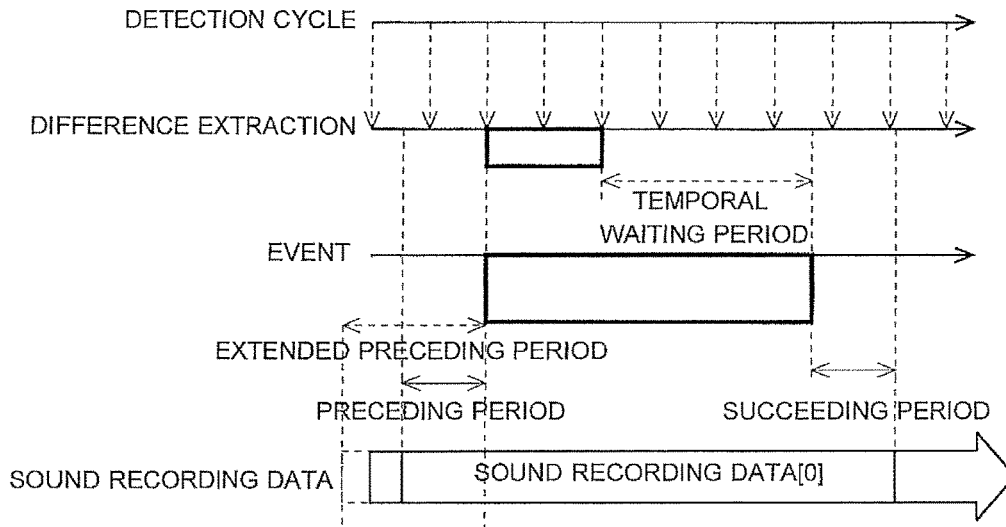 DETECTION CYCLE
DIFFERENCE EXTRACTION
TEMPORAL
WAITING PERIOD
EVENT
EXTENDED PRECEDING PERIOD
PRECEDING PERIOD
SUCCEEDING PERIOD
SOUND RECORDING DATA
SOUND RECORDING DATA[0]